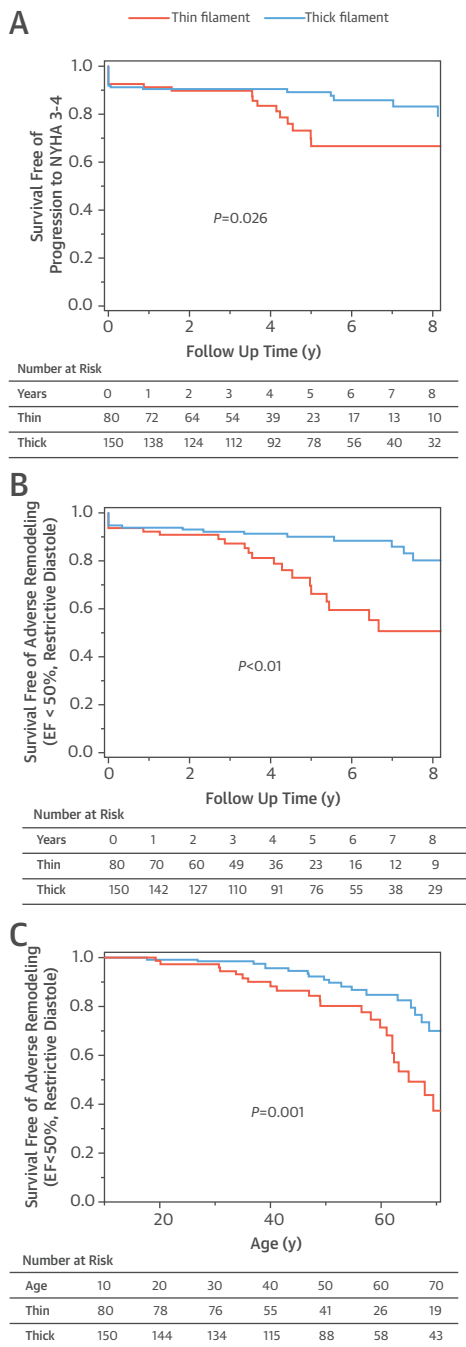 A
Thin filament Thick filament
Survival Free of
Progression to NYHA 3-4
1.0
0.8
0.6
0.4
0.2
0.0
P=0.026
0 2 4 6 8
Follow Up Time (y)
Number at Risk
Years 0 1 2 3 4 5 6 7 8
Thin 80 72 64 54 39 23 17 13 10
Thick 150 138 124 112 92 78 56 40 32
B
Survival Free of Adverse Remodeling
(EF < 50%, Restrictive Diastole)
1.0
0.8
0.6
0.4
0.2
0.0
P<0.01
0 2 4 6 8
Follow Up Time (y)
Number at Risk
Years 0 1 2 3 4 5 6 7 8
Thin 80 70 60 49 36 23 16 12 9
Thick 150 142 127 110 91 76 55 38 29
C
Survival Free of Adverse Remodeling
(EF<50%, Restrictive Diastole)
1.0
0.8
0.6
0.4
0.2
0.0
P=0.001
20 40 60
Age (y)
Number at Risk
Age 10 20 30 40 50 60 70
Thin 80 78 76 55 41 26 19
Thick 150 144 134 115 88 58 43